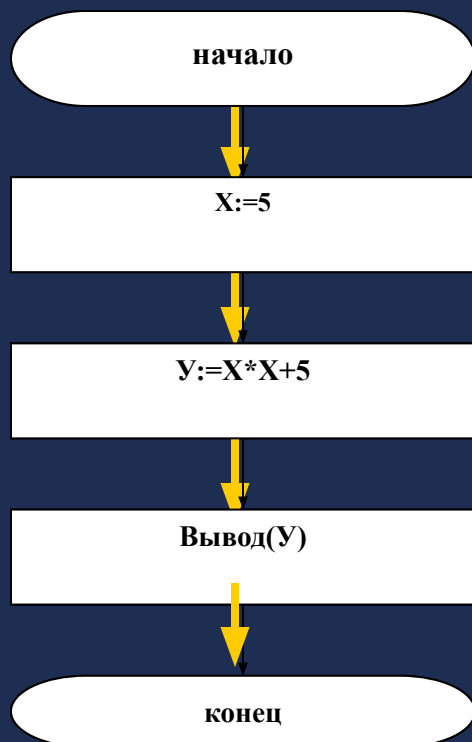 начало
Х:=5
У:=Х*Х+5
Вывод(У)
конец